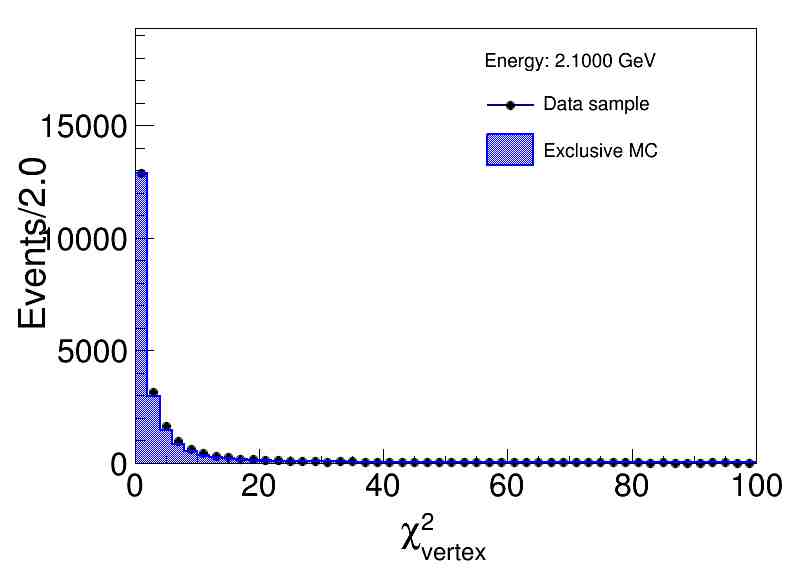 Energy: 2.1000 GeV
Data sample
Exclusive MC
Events/2.0
15000
10000
5000
0
0 20 40 60 80 100
χ²vertex